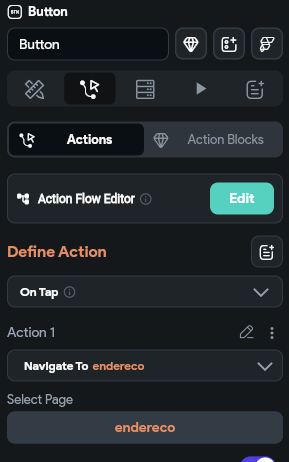 BTN Button
Button
Actions
Action Blocks
Action Flow Editor
Edit
Define Action
On Tap
Action 1
Navigate To endereco
Select Page
endereco